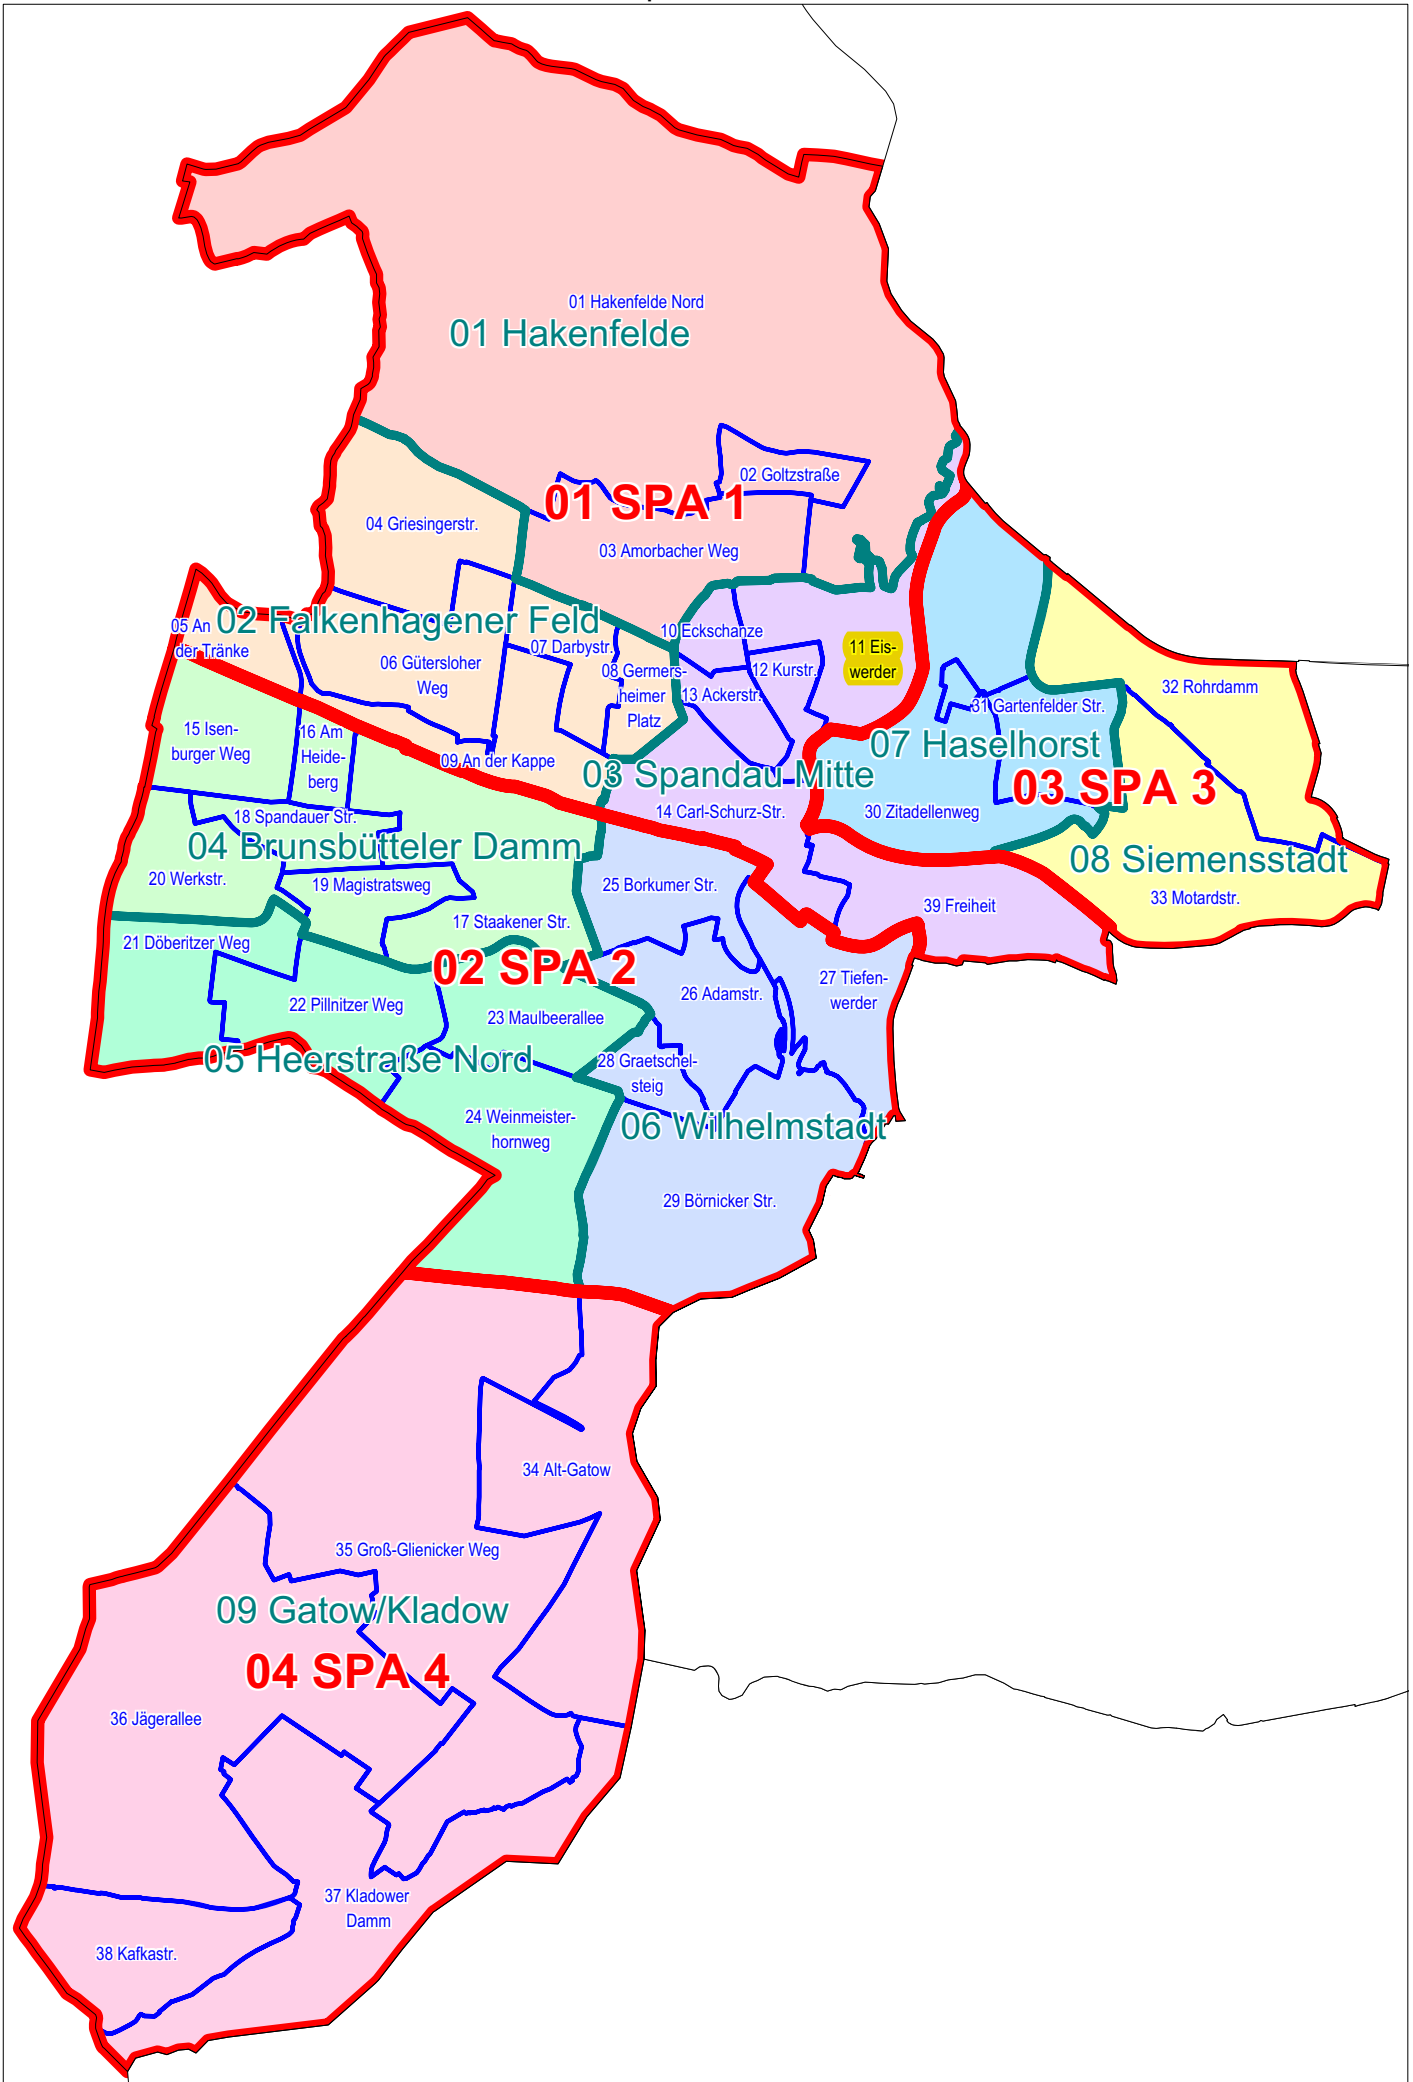 01 Hakenfelde Nord
01 Hakenfelde
02 Goltzstraße
01 SPA 1
04 Griesingerstr.
03 Amorbacher Weg
02 Falkenhagener Feld
05 An
der Tränke
10 Eckschanze
07 Darbystr.
11 Eis-
werder
06 Gütersloher
Weg
08 Germers-
heimer
Platz
12 Kurstr.
13 Ackerstr.
32 Rohrdamm
31 Gartenfelder Str.
15 Isen-
burger Weg
16 Am
Heide-
berg
07 Haselhorst
09 An der Kappe
03 Spandau Mitte
03 SPA 3
14 Carl-Schurz-Str.
30 Zitadellenweg
18 Spandauer Str.
04 Brunsbütteler Damm
08 Siemensstadt
20 Werkstr.
19 Magistratsweg
25 Borkumer Str.
33 Motardstr.
39 Freiheit
17 Staakener Str.
21 Döberitzer Weg
02 SPA 2
27 Tiefen-
werder
26 Adamstr.
22 Pillnitzer Weg
23 Maulbeerallee
05 Heerstraße Nord
28 Graetschel-
steig
24 Weinmeister-
hornweg
06 Wilhelmstadt
29 Börnicker Str.
34 Alt-Gatow
35 Groß-Glienicker Weg
09 Gatow/Kladow
04 SPA 4
36 Jägerallee
37 Kladower
Damm
38 Kafkastr.